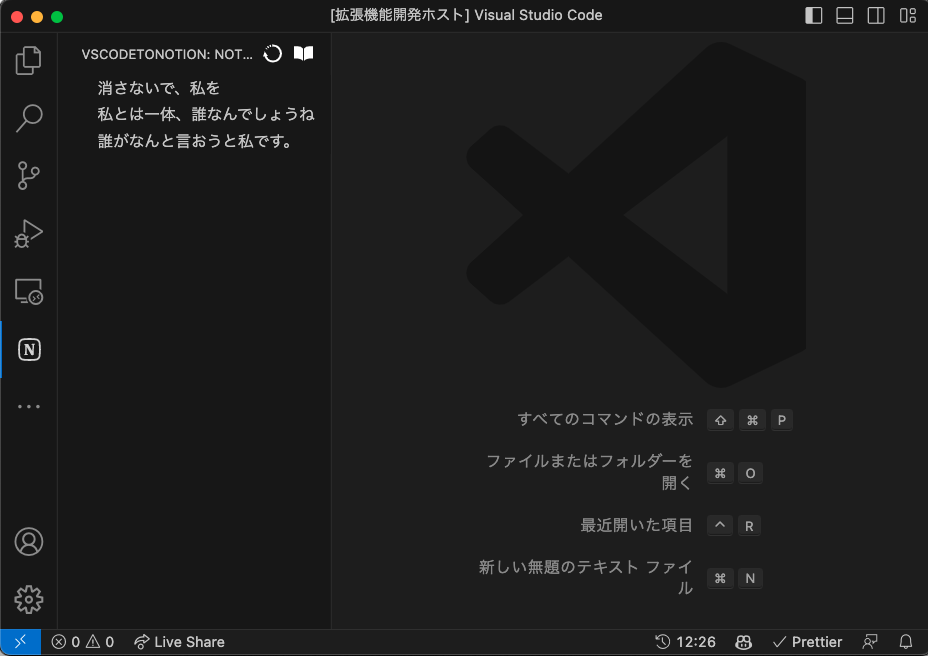 [拡張機能開発ホスト] Visual Studio Code
VSCODETONOTION: NOT...
消さないで、私を
私とは一体、誰なんでしょうね
誰がなんと言おうと私です。
N
すべてのコマンドの表示 ⇧ ⌘ P
ファイルまたはフォルダーを
開く ⌘ O
最近開いた項目 ^ R
新しい無題のテキスト ファイ
ル ⌘ N
0 0 Live Share 12:26 Prettier